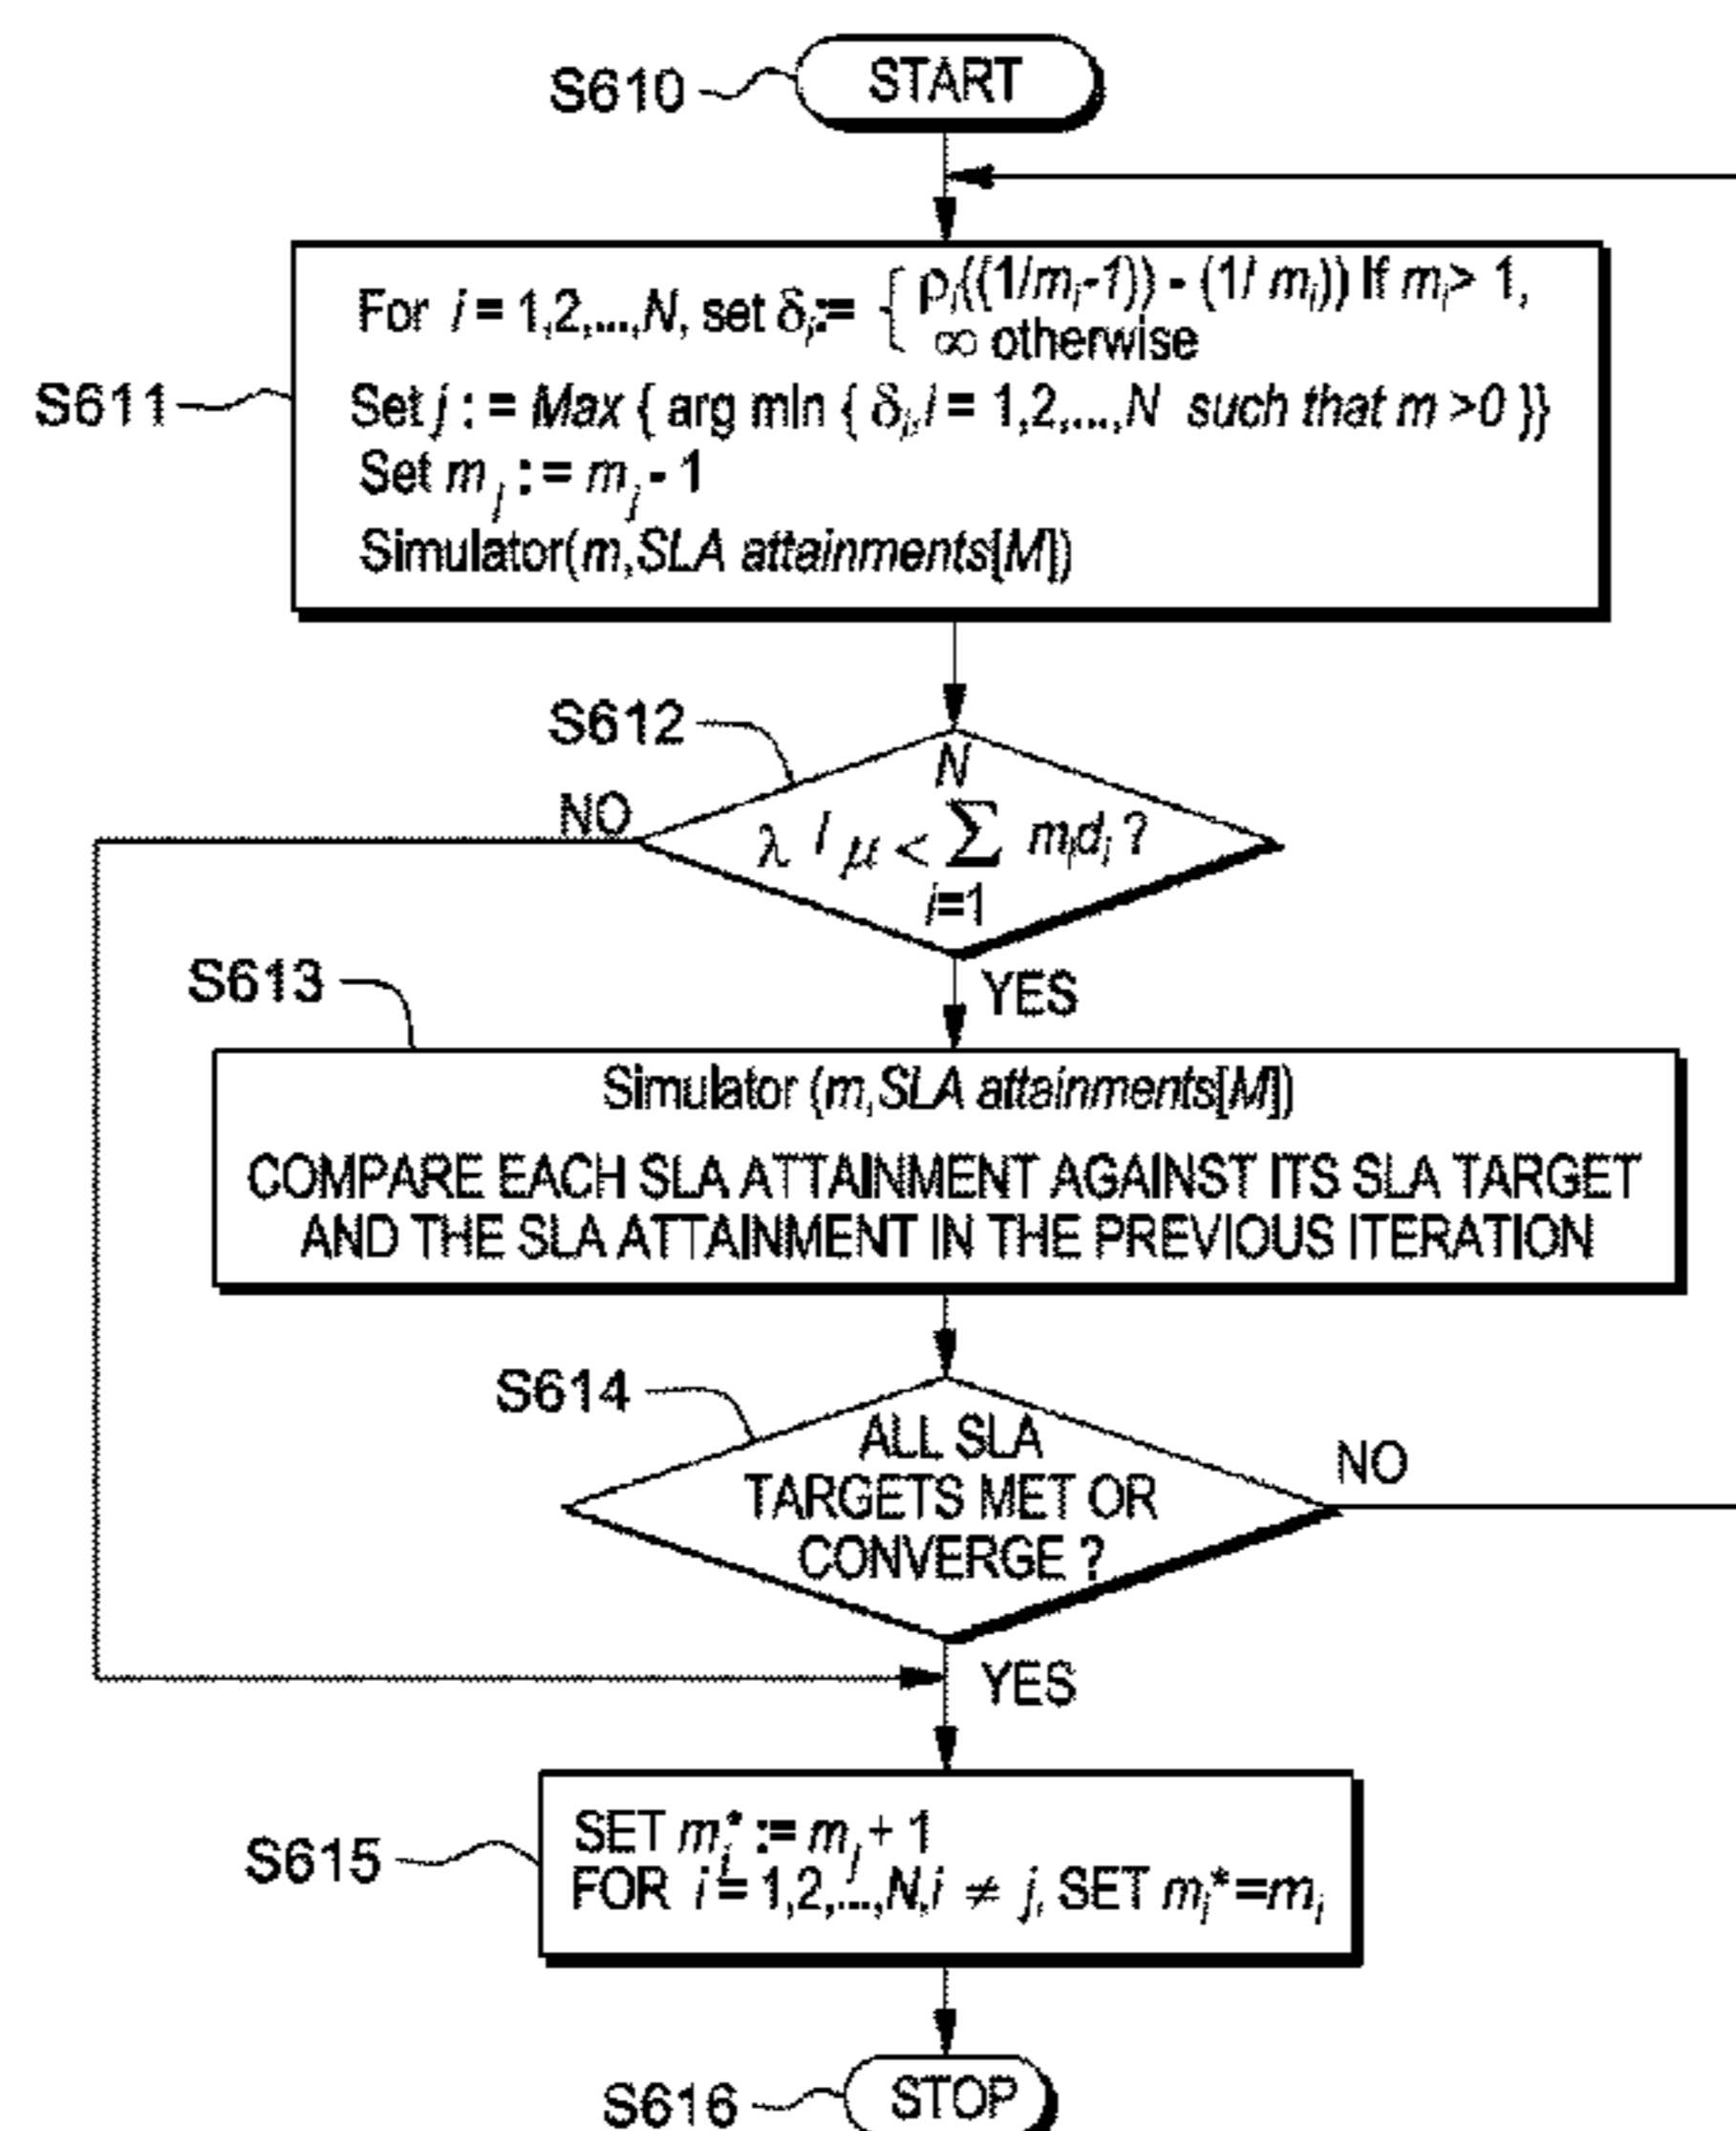 S610
START
For i = 1,2,...,N, set δi:= { ρi((1/mi-1)) - (1/ mi)) If mi> 1,
∞ otherwise
S611
Set j : = Max { arg min { δi,i = 1,2,...,N such that m >0 }}
Set mj : = mj - 1
Simulator(m,SLA attainments[M])
S612
NO
N
λ / μ < Σ midi ?
i=1
YES
S613
Simulator (m,SLA attainments[M])
COMPARE EACH SLA ATTAINMENT AGAINST ITS SLA TARGET
AND THE SLA ATTAINMENT IN THE PREVIOUS ITERATION
S614
ALL SLA
TARGETS MET OR
CONVERGE ?
NO
YES
S615
SET mj* := mj + 1
FOR i = 1,2,...,N,i ≠ j, SET mi*=mi
S616
STOP